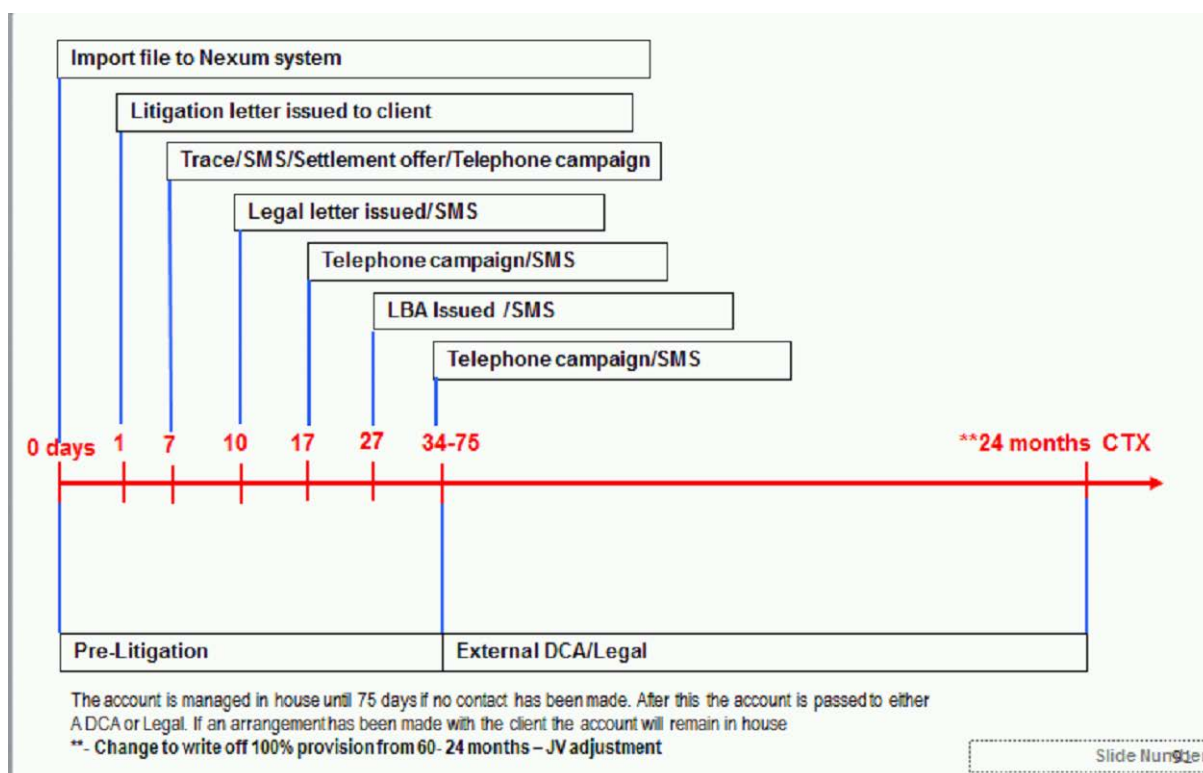 Import file to Nexum system
Litigation letter issued to client
Trace/SMS/Settlement offer/Telephone campaign
Legal letter issued/SMS
Telephone campaign/SMS
LBA Issued /SMS
Telephone campaign/SMS
0 days 1 7 10 17 27 34-75 **24 months CTX
Pre-Litigation External DCA/Legal
The account is managed in house until 75 days if no contact has been made. After this the account is passed to either
A DCA or Legal. If an arrangement has been made with the client the account will remain in house
**- Change to write off 100% provision from 60- 24 months – JV adjustment
Slide Number
91